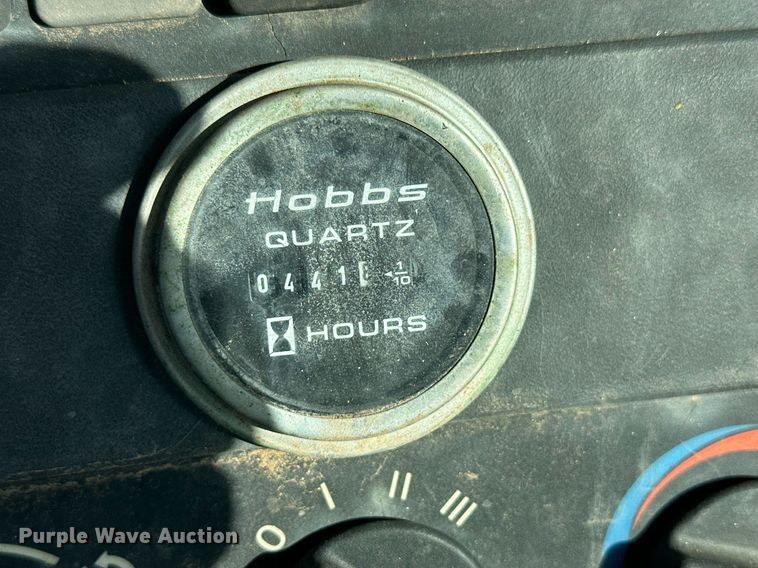 Hobbs
QUARTZ
0441 1/10
HOURS
0 I II III
Purple Wave Auction